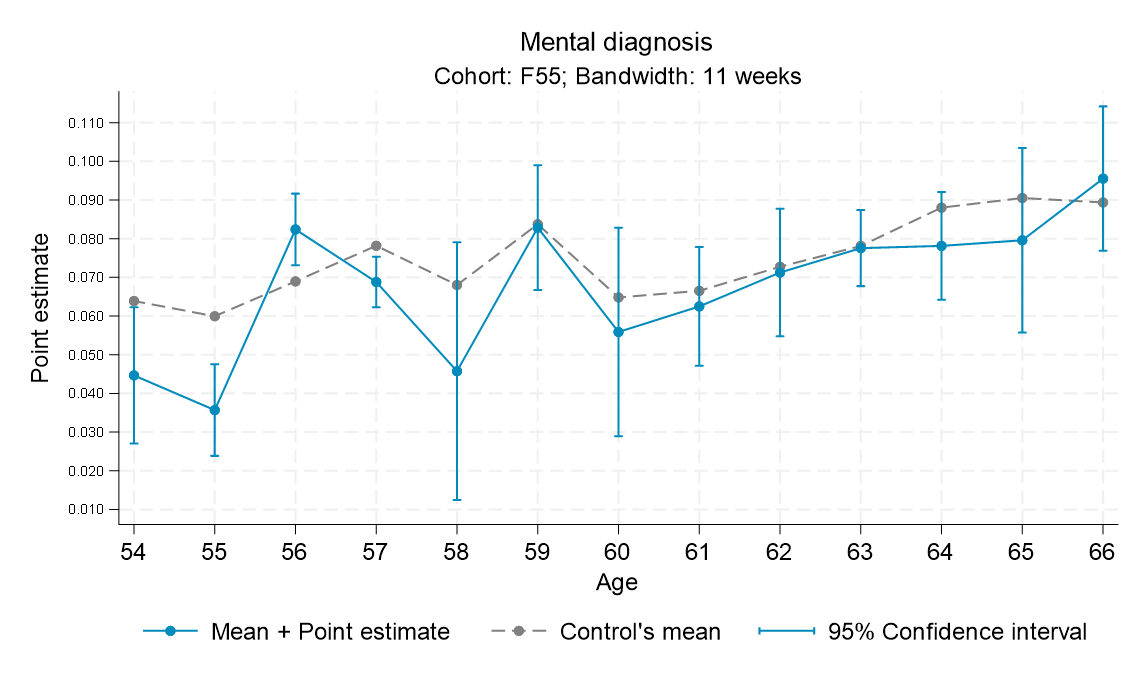 Mental diagnosis
Cohort: F55; Bandwidth: 11 weeks
Point estimate
0.110
0.100
0.090
0.080
0.070
0.060
0.050
0.040
0.030
0.020
0.010
54 55 56 57 58 59 60 61 62 63 64 65 66
Age
Mean + Point estimate Control's mean 95% Confidence interval